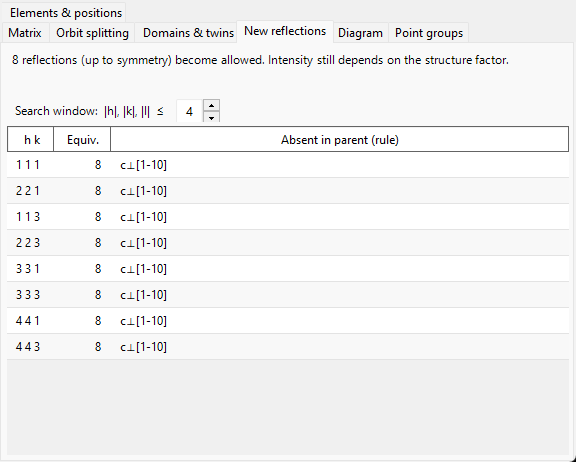 Elements & positions
Matrix Orbit splitting Domains & twins New reflections Diagram Point groups
8 reflections (up to symmetry) become allowed. Intensity still depends on the structure factor.
Search window: |h|, |k|, |l| ≤ 4
h k Equiv. Absent in parent (rule)
1 1 1 8 c⊥[1-10]
2 2 1 8 c⊥[1-10]
1 1 3 8 c⊥[1-10]
2 2 3 8 c⊥[1-10]
3 3 1 8 c⊥[1-10]
3 3 3 8 c⊥[1-10]
4 4 1 8 c⊥[1-10]
4 4 3 8 c⊥[1-10]